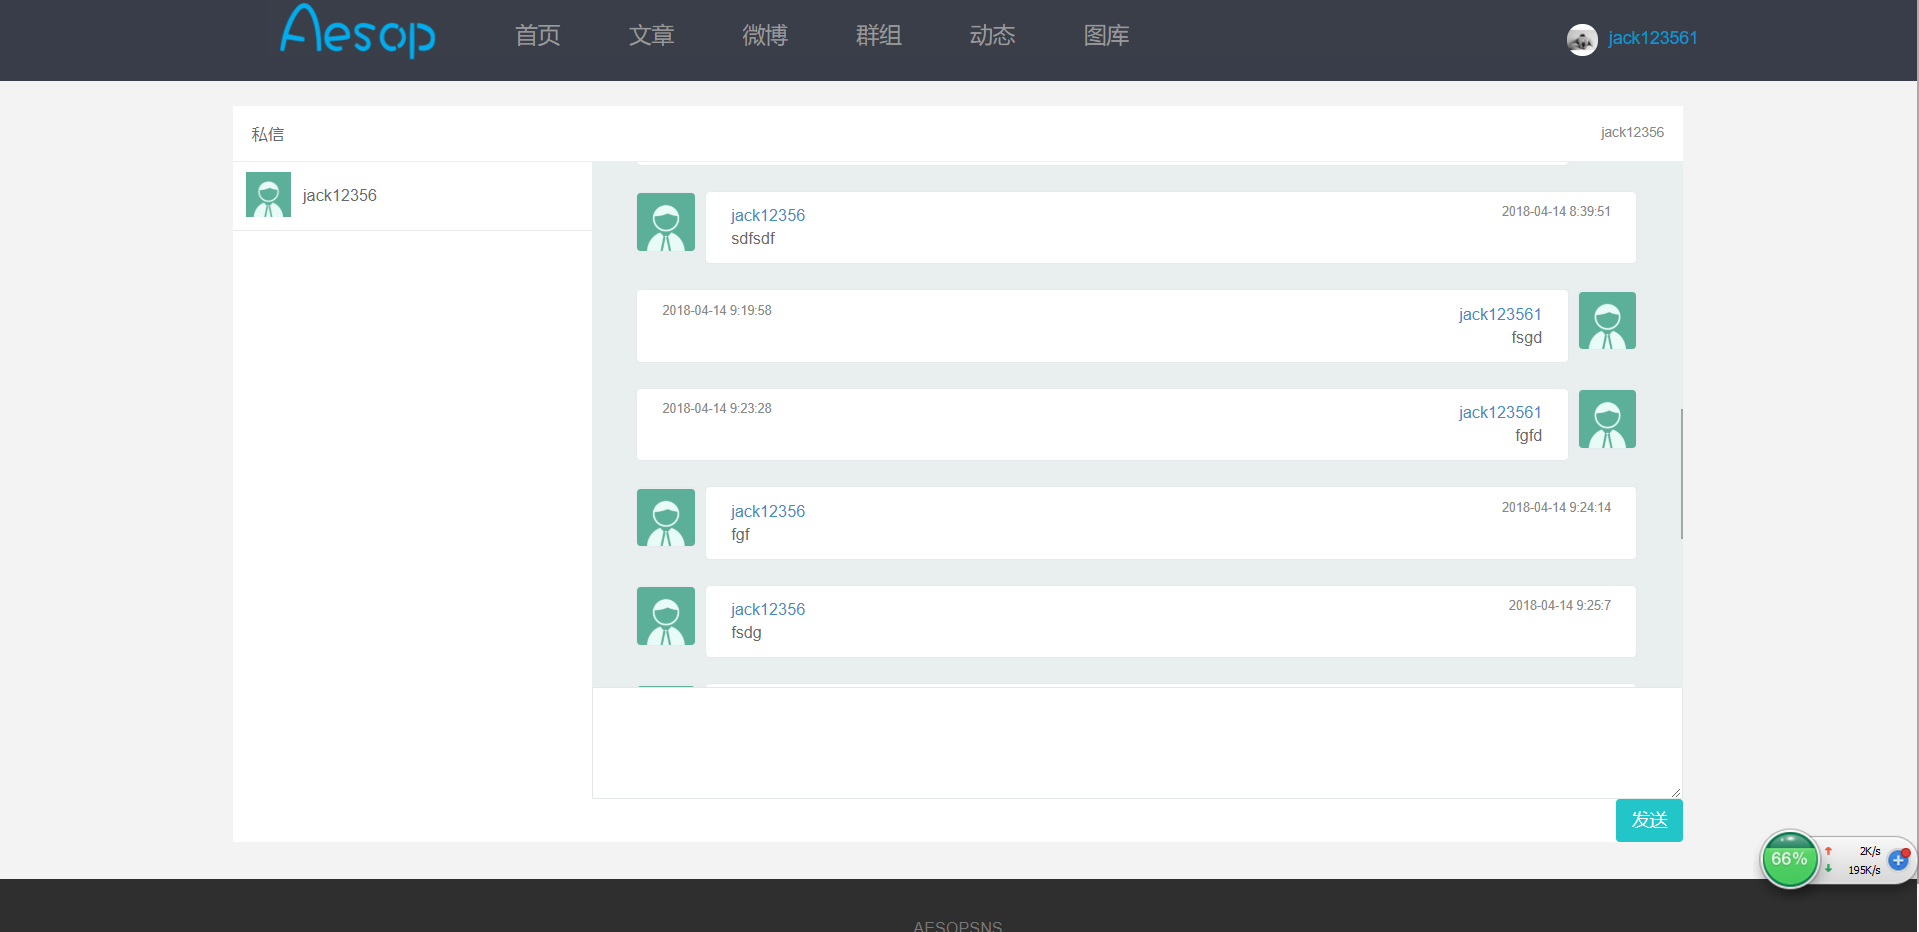 Aesop 首页 文章 微博 群组 动态 图库 jack123561
私信 jack12356
jack12356
jack12356 2018-04-14 8:39:51
sdfsdf
2018-04-14 9:19:58 jack123561
fsgd
2018-04-14 9:23:28 jack123561
fgfd
jack12356 2018-04-14 9:24:14
fgf
jack12356 2018-04-14 9:25:7
fsdg
发送
66% 2K/s
195K/s
AESOPSNS